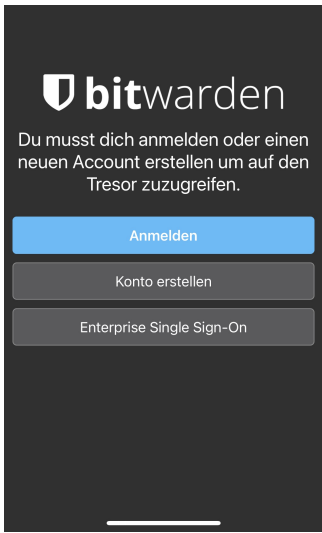 bitwarden
Du musst dich anmelden oder einen
neuen Account erstellen um auf den
Tresor zuzugreifen.
Anmelden
Konto erstellen
Enterprise Single Sign-On